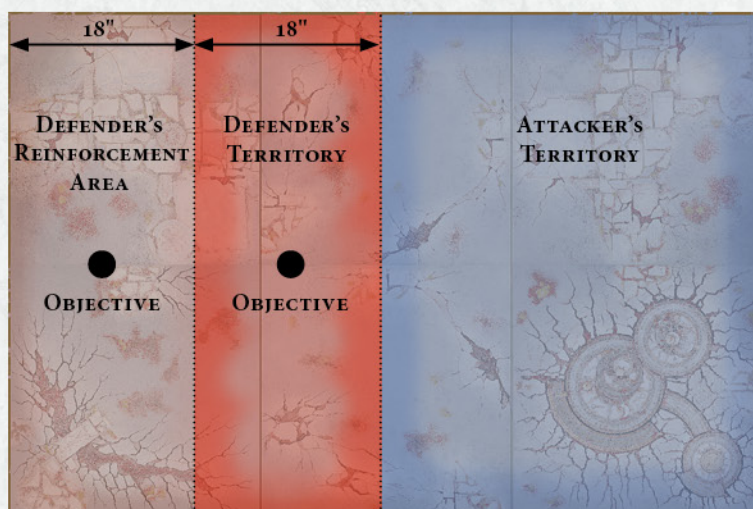 18"
18"
Defender's
Reinforcement
Area
Defender's
Territory
Attacker's
Territory
Objective
Objective